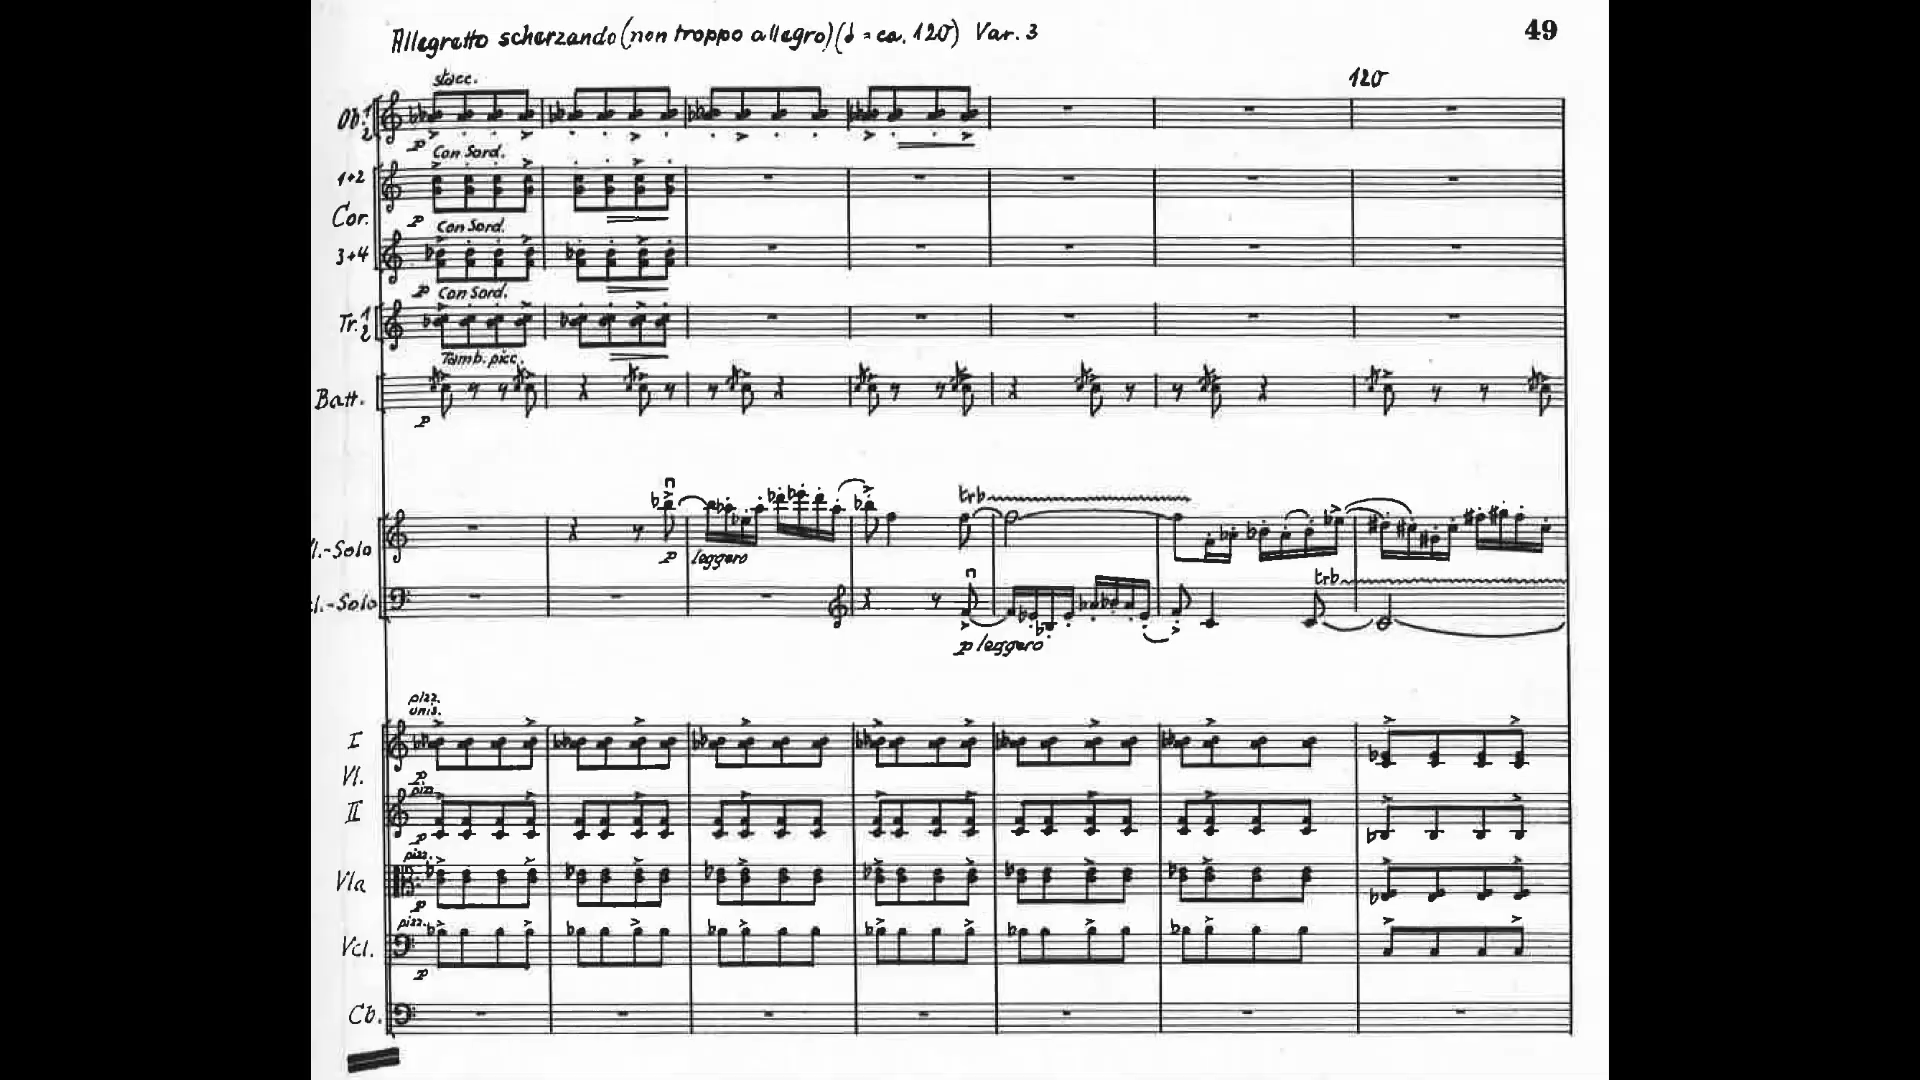 Allegretto scherzando (non troppo allegro) (♩ = ca. 120) Var. 3
49
stacc.
120
Ob. 1 2
p
Con Sord.
1+2
Cor.
p
Con Sord.
3+4
p
Con Sord.
Tr. 1 2
Tamb. picc.
Batt.
p
trb
l.-Solo
p
leggero
trb
l.-Solo
p leggero
pizz.
unis.
I
Vl.
p
pizz.
II
p
pizz.
Vla
p
pizz.
Vcl.
p
Cb.